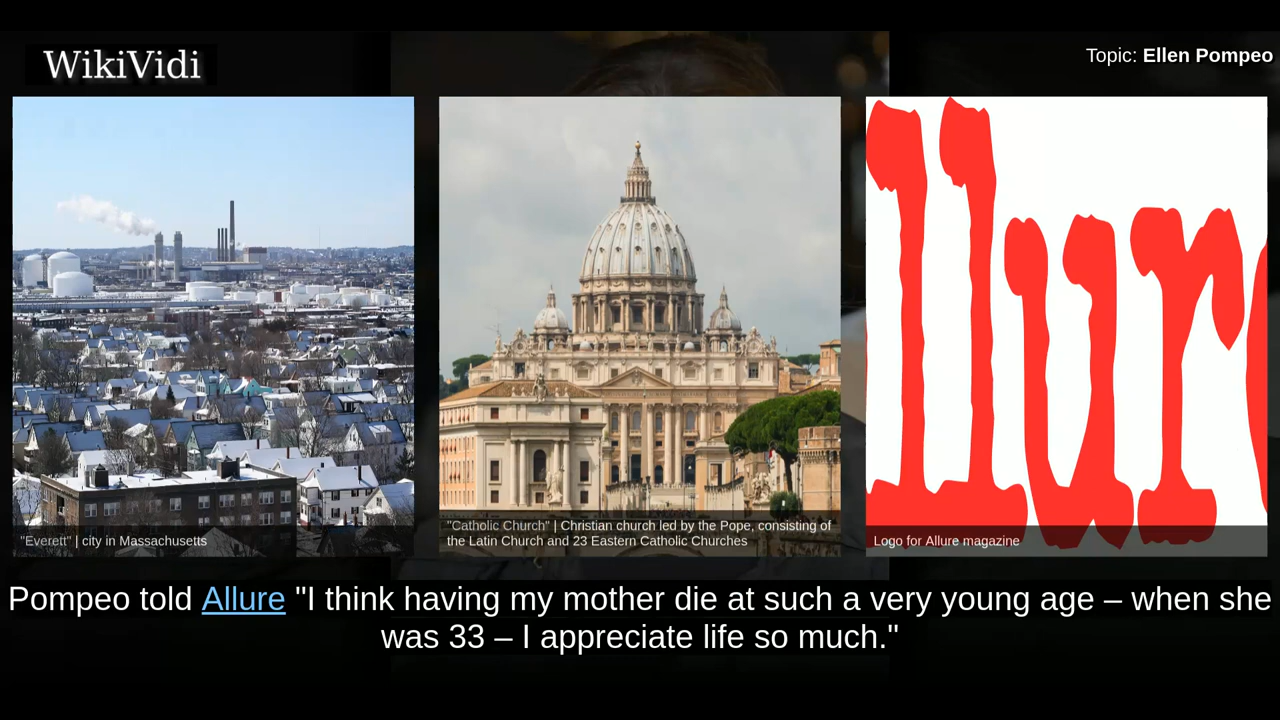 WikiVidi
Topic: Ellen Pompeo
llur
"Everett" | city in Massachusetts
"Catholic Church" | Christian church led by the Pope, consisting of
the Latin Church and 23 Eastern Catholic Churches
Logo for Allure magazine
Pompeo told Allure "I think having my mother die at such a very young age – when she
was 33 – I appreciate life so much."